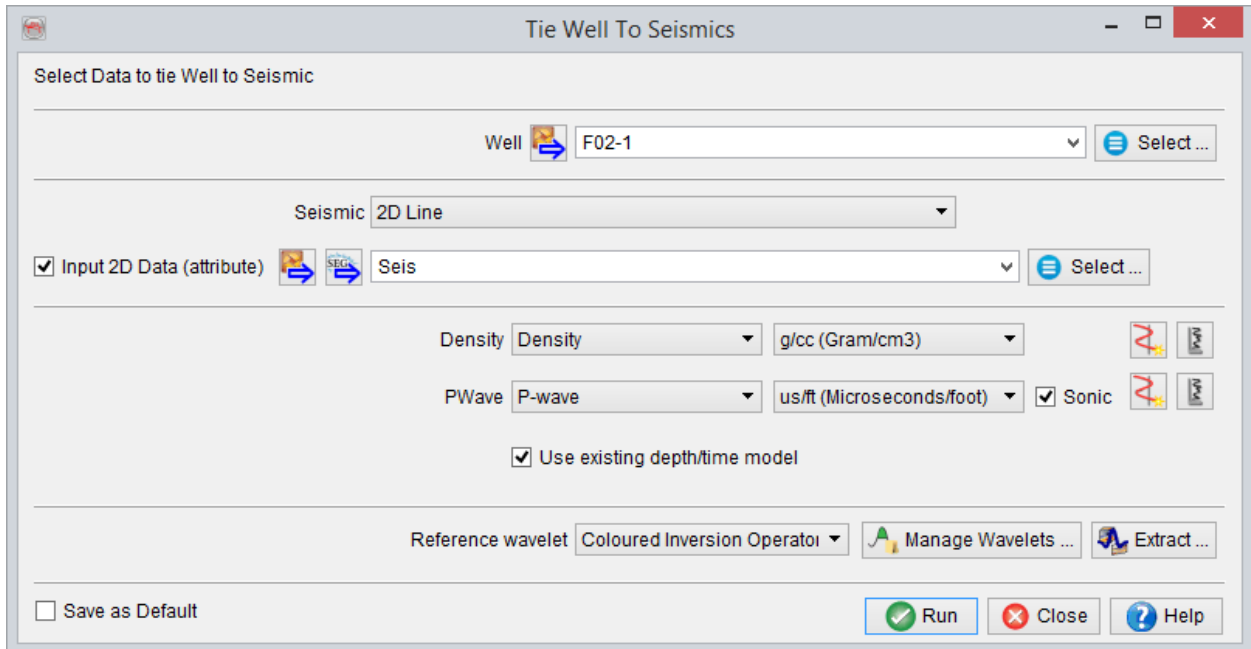 Tie Well To Seismics
Select Data to tie Well to Seismic
Well F02-1 Select ...
Seismic 2D Line
Input 2D Data (attribute) SEG Seis Select ...
Density Density g/cc (Gram/cm3)
PWave P-wave us/ft (Microseconds/foot) Sonic
Use existing depth/time model
Reference wavelet Coloured Inversion Operator Manage Wavelets ... Extract ...
Save as Default Run Close Help